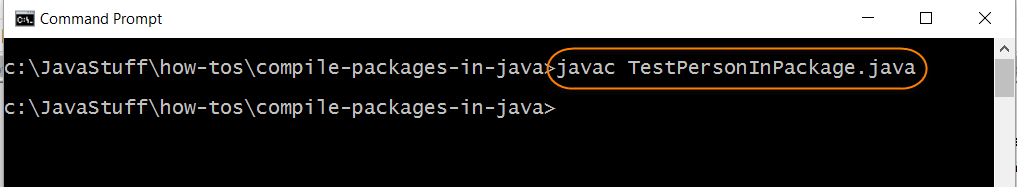 Command Prompt
c:\JavaStuff\how-tos\compile-packages-in-java>javac TestPersonInPackage.java
c:\JavaStuff\how-tos\compile-packages-in-java>